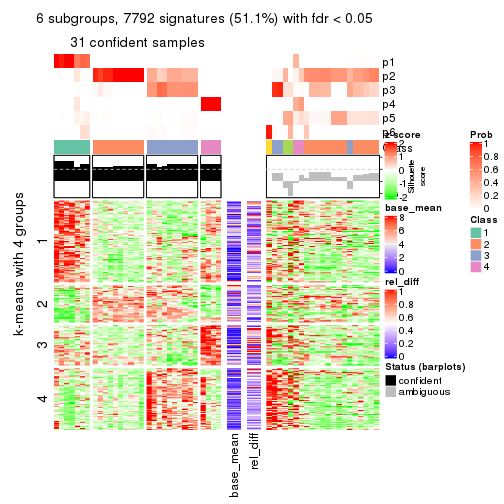 6 subgroups, 7792 signatures (51.1%) with fdr < 0.05
31 confident samples
p1
p2
p3
p4
p5
p6
Class
Silhouette
score
k-means with 4 groups
1
2
3
4
base_mean
rel_diff
z score
2
1
0
-1
-2
base_mean
8
6
4
2
0
rel_diff
1
0.8
0.6
0.4
0.2
0
Status (barplots)
confident
ambiguous
Prob
1
0.8
0.6
0.4
0.2
0
Class
1
2
3
4